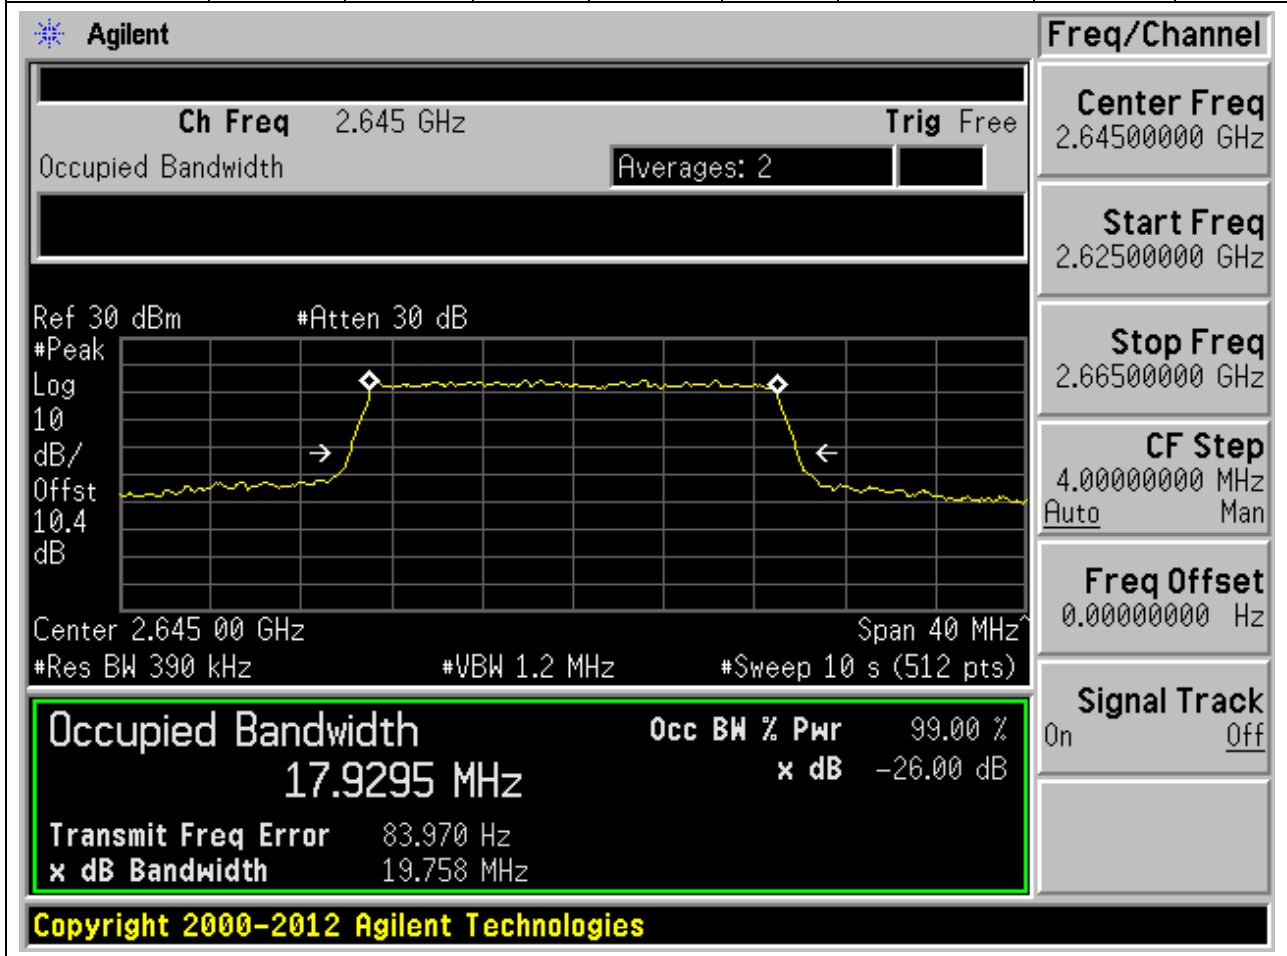 Agilent
Freq/Channel
Ch Freq 2.645 GHz Trig Free
Occupied Bandwidth Averages: 2
Ref 30 dBm #Atten 30 dB
#Peak
Log
10
dB/
Offst
10.4
dB
Center 2.645 00 GHz Span 40 MHz^
#Res BW 390 kHz #VBW 1.2 MHz #Sweep 10 s (512 pts)
Occupied Bandwidth Occ BW % Pwr 99.00 %
17.9295 MHz x dB -26.00 dB
Transmit Freq Error 83.970 Hz
x dB Bandwidth 19.758 MHz
Copyright 2000-2012 Agilent Technologies
Center Freq
2.64500000 GHz
Start Freq
2.62500000 GHz
Stop Freq
2.66500000 GHz
CF Step
4.00000000 MHz
Auto Man
Freq Offset
0.00000000 Hz
Signal Track
On Off